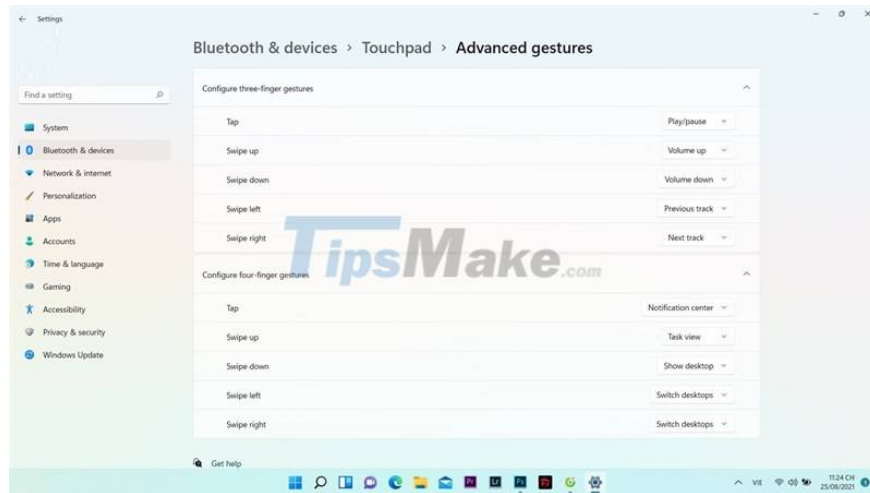 Settings
Bluetooth & devices > Touchpad > Advanced gestures
Find a setting
System
Bluetooth & devices
Network & internet
Personalization
Apps
Accounts
Time & language
Gaming
Accessibility
Privacy & security
Windows Update
Configure three-finger gestures
Tap Play/pause
Swipe up Volume up
Swipe down Volume down
Swipe left Previous track
Swipe right Next track
Configure four-finger gestures
Tap Notification center
Swipe up Task view
Swipe down Show desktop
Swipe left Switch desktops
Swipe right Switch desktops
TipsMake.com
Get help
Pr Lr Ps
VIE
11:24 CH
25/08/2021